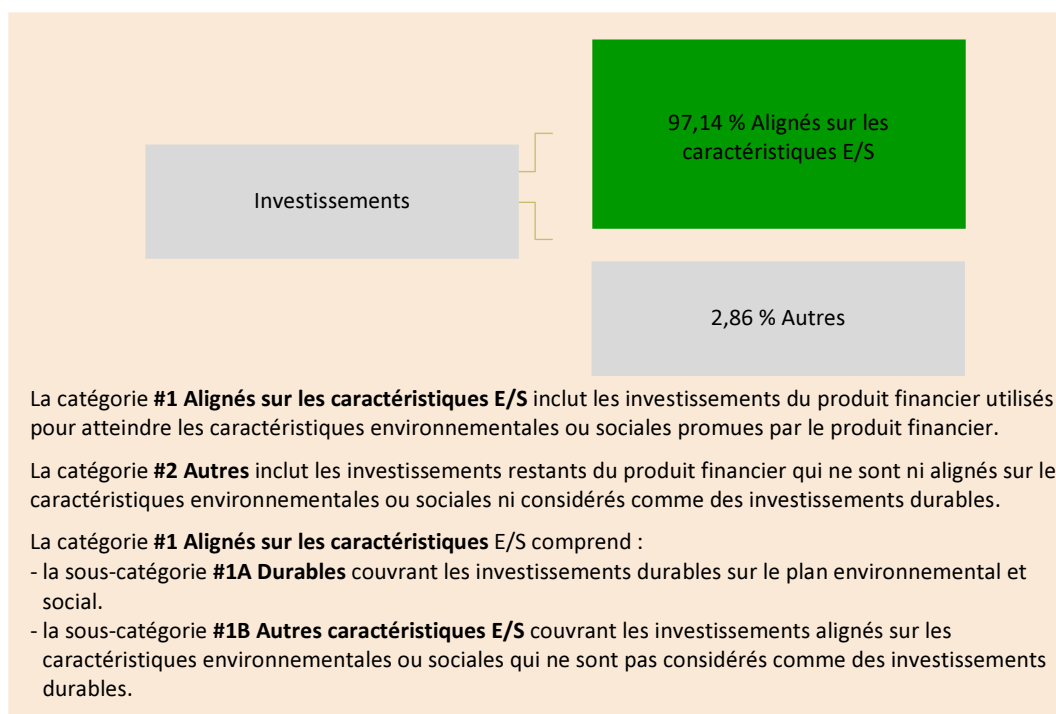 97,14 % Alignés sur les
caractéristiques E/S
Investissements
2,86 % Autres
La catégorie #1 Alignés sur les caractéristiques E/S inclut les investissements du produit financier utilisés
pour atteindre les caractéristiques environnementales ou sociales promues par le produit financier.
La catégorie #2 Autres inclut les investissements restants du produit financier qui ne sont ni alignés sur le
caractéristiques environnementales ou sociales ni considérés comme des investissements durables.
La catégorie #1 Alignés sur les caractéristiques E/S comprend :
- la sous-catégorie #1A Durables couvrant les investissements durables sur le plan environnemental et
social.
- la sous-catégorie #1B Autres caractéristiques E/S couvrant les investissements alignés sur les
caractéristiques environnementales ou sociales qui ne sont pas considérés comme des investissements
durables.